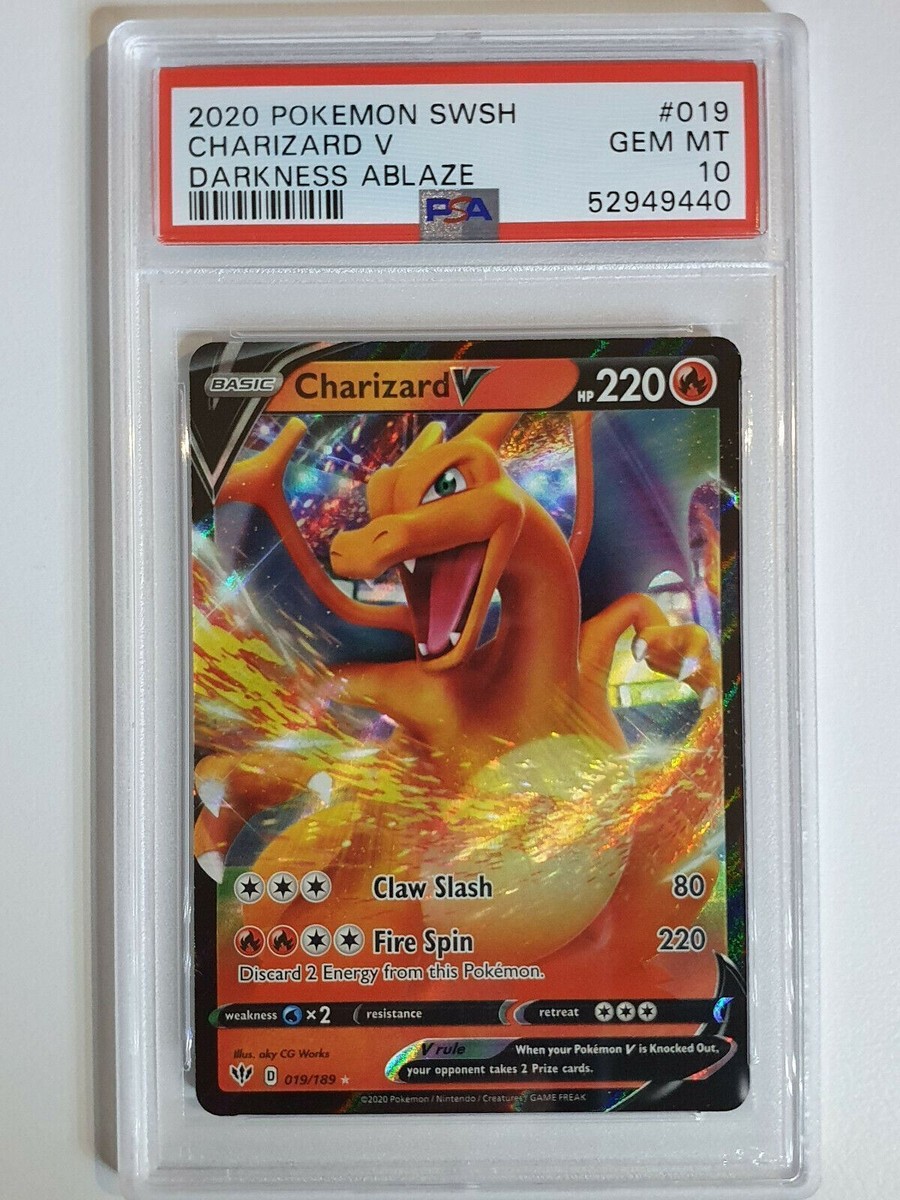 2020 POKEMON SWSH #019
CHARIZARD V GEM MT
DARKNESS ABLAZE 10
PSA 52949440
BASIC Charizard V HP 220
Claw Slash 80
Fire Spin 220
Discard 2 Energy from this Pokémon.
weakness ×2 resistance retreat
Illus. aky CG Works
V rule When your Pokémon V is Knocked Out,
your opponent takes 2 Prize cards.
D 019/189
©2020 Pokémon / Nintendo / Creatures / GAME FREAK